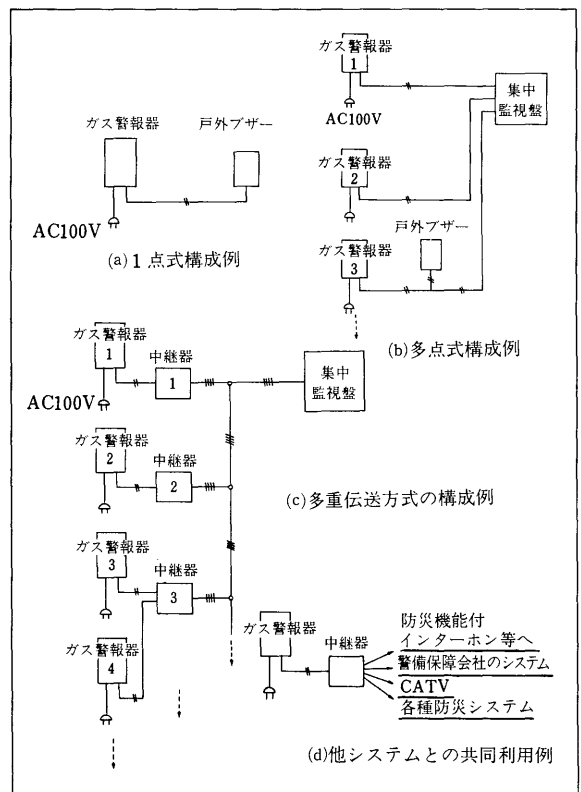 ガス警報器
戸外ブザー
AC100V
(a)1点式構成例
ガス警報器
1
AC100V
集中
監視盤
ガス警報器
2
戸外ブザー
ガス警報器
3
(b)多点式構成例
ガス警報器
1
中継器
1
AC100V
集中
監視盤
ガス警報器
2
中継器
2
(c)多重伝送方式の構成例
ガス警報器
3
中継器
3
ガス警報器
4
ガス警報器
中継器
防災機能付
インターホン等へ
警備保障会社のシステム
CATV
各種防災システム
(d)他システムとの共同利用例